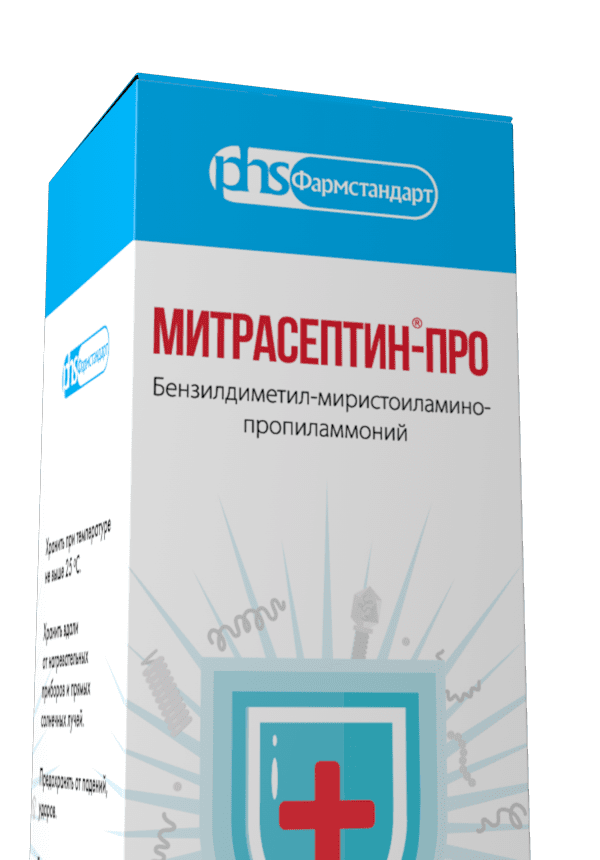 phs Фармстандарт
МИТРАСЕПТИН®-ПРО
Бензилдиметил-миристоиламино-
пропиламмоний
phs Фармстандарт
Хранить при температуре
не выше 25 °C.
Хранить вдали
от нагревательных
приборов и прямых
солнечных лучей.
Предохранять от падений,
ударов.